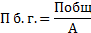 П б. г. = Побщ / А